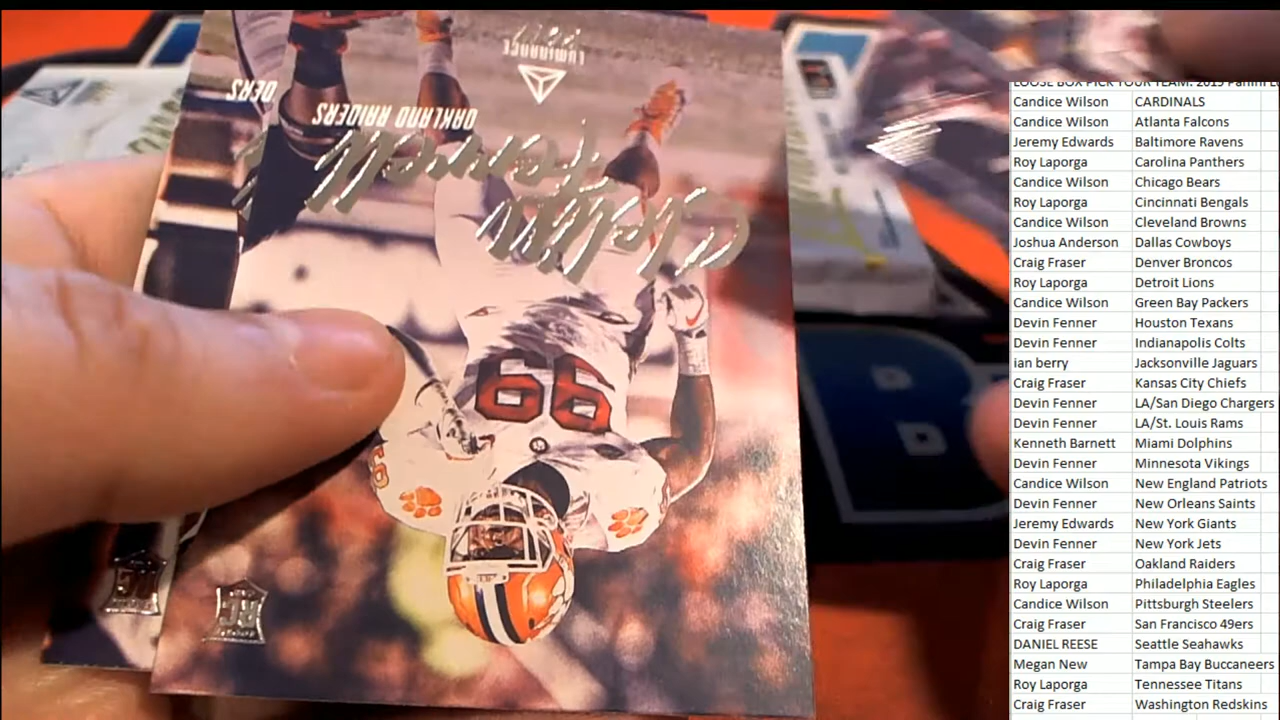 2019
LUMINANCE
OAKLAND RAIDERS
DERS
Clelin Ferrell
99
RC
LOOSE BOX PICK YOUR TEAM: 2019 Panini
Candice Wilson CARDINALS
Candice Wilson Atlanta Falcons
Jeremy Edwards Baltimore Ravens
Roy Laporga Carolina Panthers
Candice Wilson Chicago Bears
Roy Laporga Cincinnati Bengals
Candice Wilson Cleveland Browns
Joshua Anderson Dallas Cowboys
Craig Fraser Denver Broncos
Roy Laporga Detroit Lions
Candice Wilson Green Bay Packers
Devin Fenner Houston Texans
Devin Fenner Indianapolis Colts
ian berry Jacksonville Jaguars
Craig Fraser Kansas City Chiefs
Devin Fenner LA/San Diego Chargers
Devin Fenner LA/St. Louis Rams
Kenneth Barnett Miami Dolphins
Devin Fenner Minnesota Vikings
Candice Wilson New England Patriots
Devin Fenner New Orleans Saints
Jeremy Edwards New York Giants
Devin Fenner New York Jets
Craig Fraser Oakland Raiders
Roy Laporga Philadelphia Eagles
Candice Wilson Pittsburgh Steelers
Craig Fraser San Francisco 49ers
DANIEL REESE Seattle Seahawks
Megan New Tampa Bay Buccaneers
Roy Laporga Tennessee Titans
Craig Fraser Washington Redskins